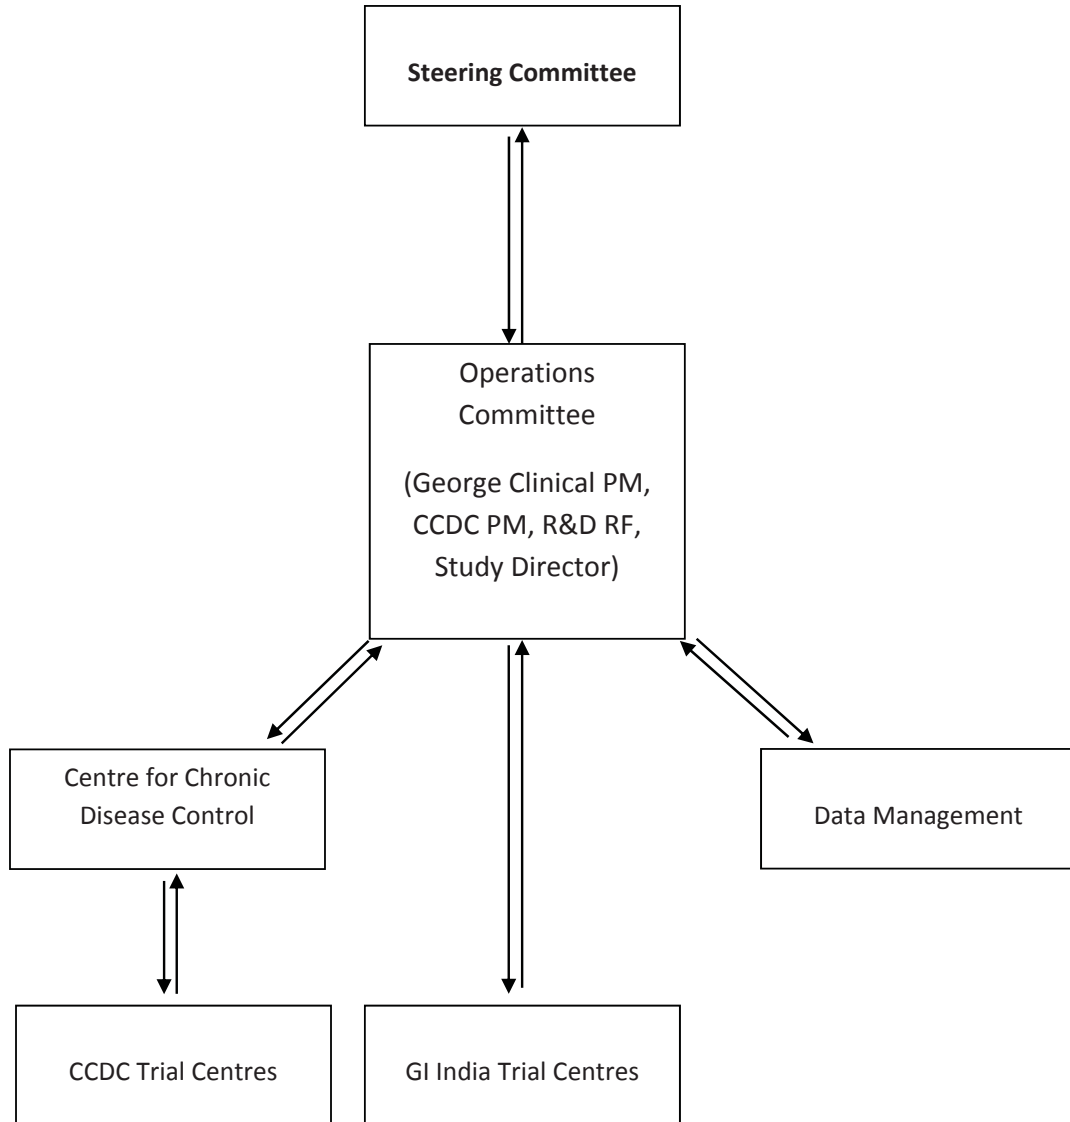 Steering Committee
Operations
Committee
(George Clinical PM,
CCDC PM, R&D RF,
Study Director)
Centre for Chronic
Disease Control
Data Management
CCDC Trial Centres
GI India Trial Centres